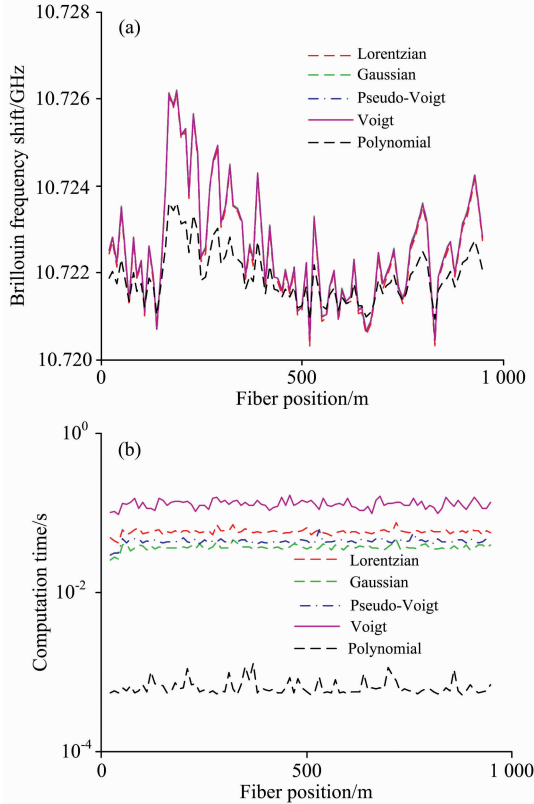 (a)
10.728
10.726
10.724
10.722
10.720
Brillouin frequency shift/GHz
Lorentzian
Gaussian
Pseudo-Voigt
Voigt
Polynomial
0
500
1 000
Fiber position/m
(b)
10⁰
10⁻²
10⁻⁴
Computation time/s
Lorentzian
Gaussian
Pseudo-Voigt
Voigt
Polynomial
0
500
1 000
Fiber position/m